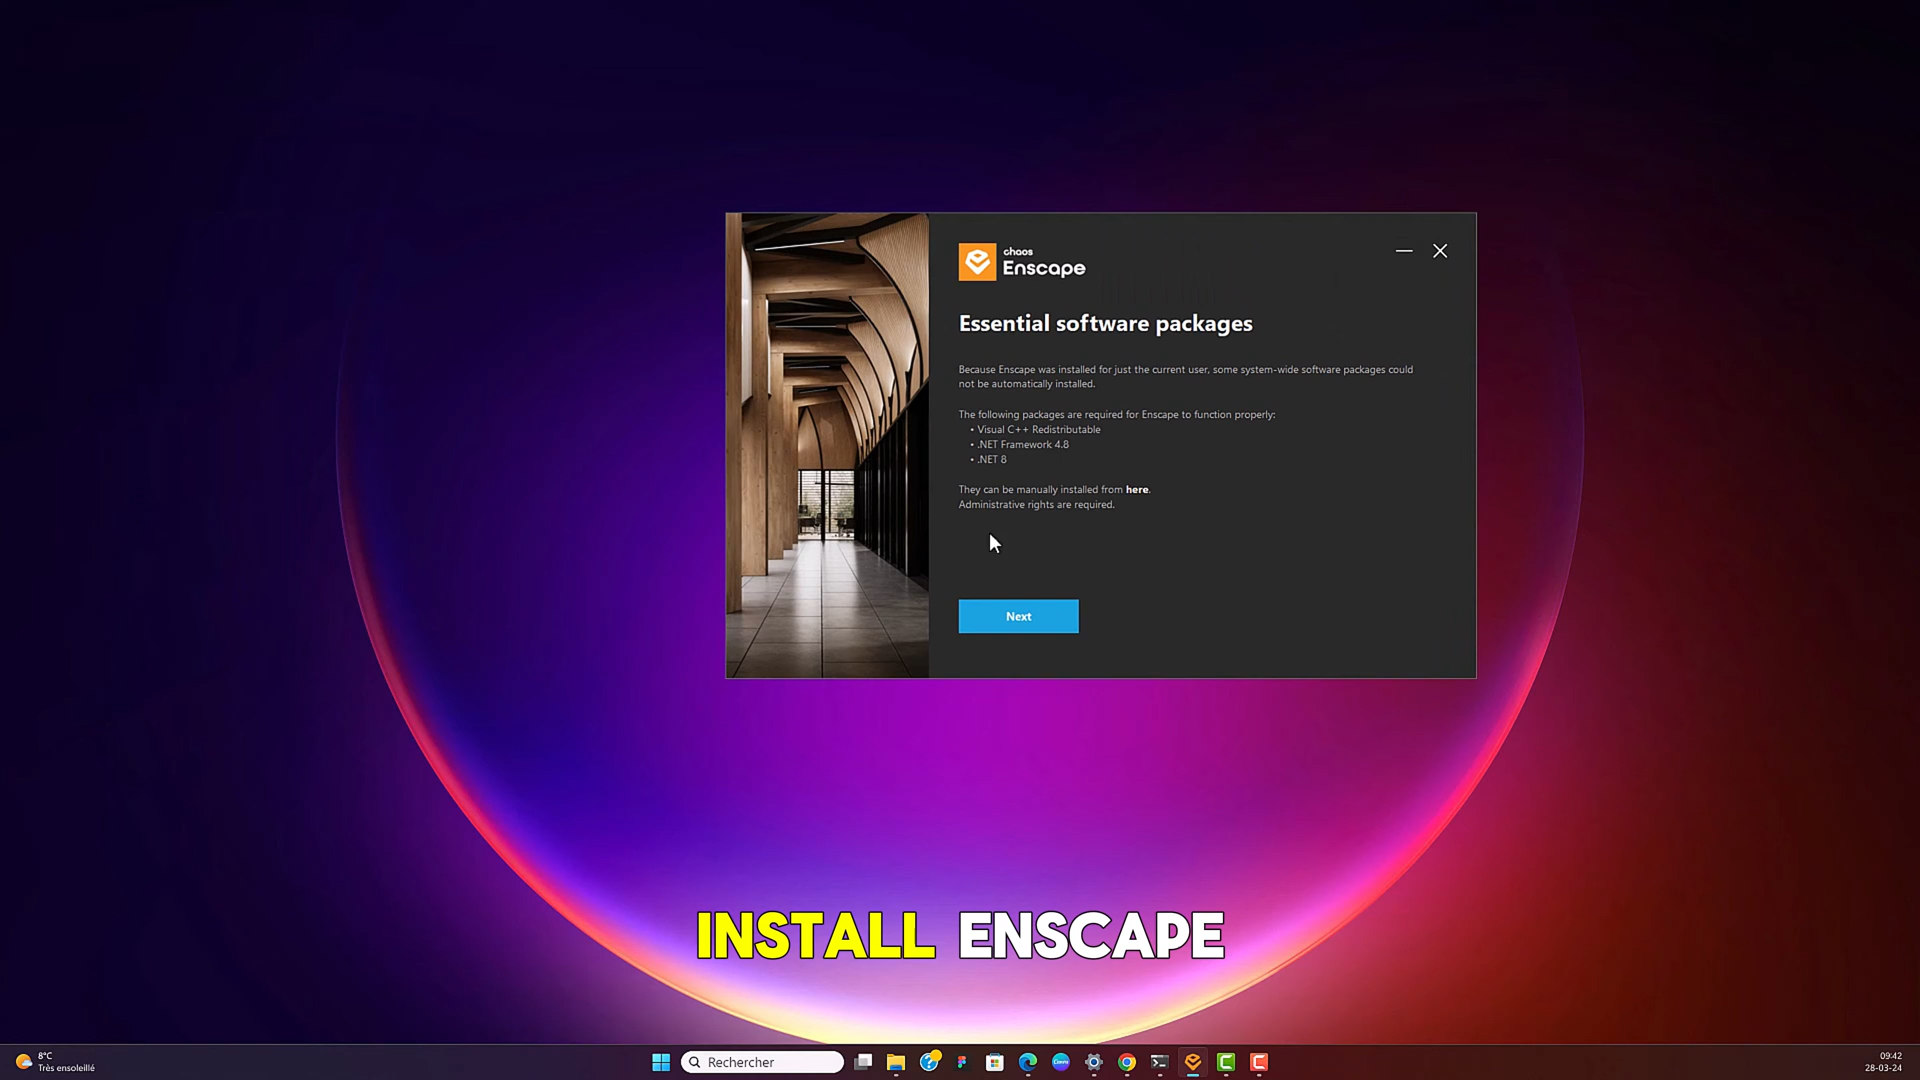 chaos
Enscape
Essential software packages
Because Enscape was installed for just the current user, some system-wide software packages could
not be automatically installed.
The following packages are required for Enscape to function properly:
• Visual C++ Redistributable
• .NET Framework 4.8
• .NET 8
They can be manually installed from here.
Administrative rights are required.
Next
INSTALL ENSCAPE
8°C
Très ensoleillé
Rechercher
09:42
28-03-24